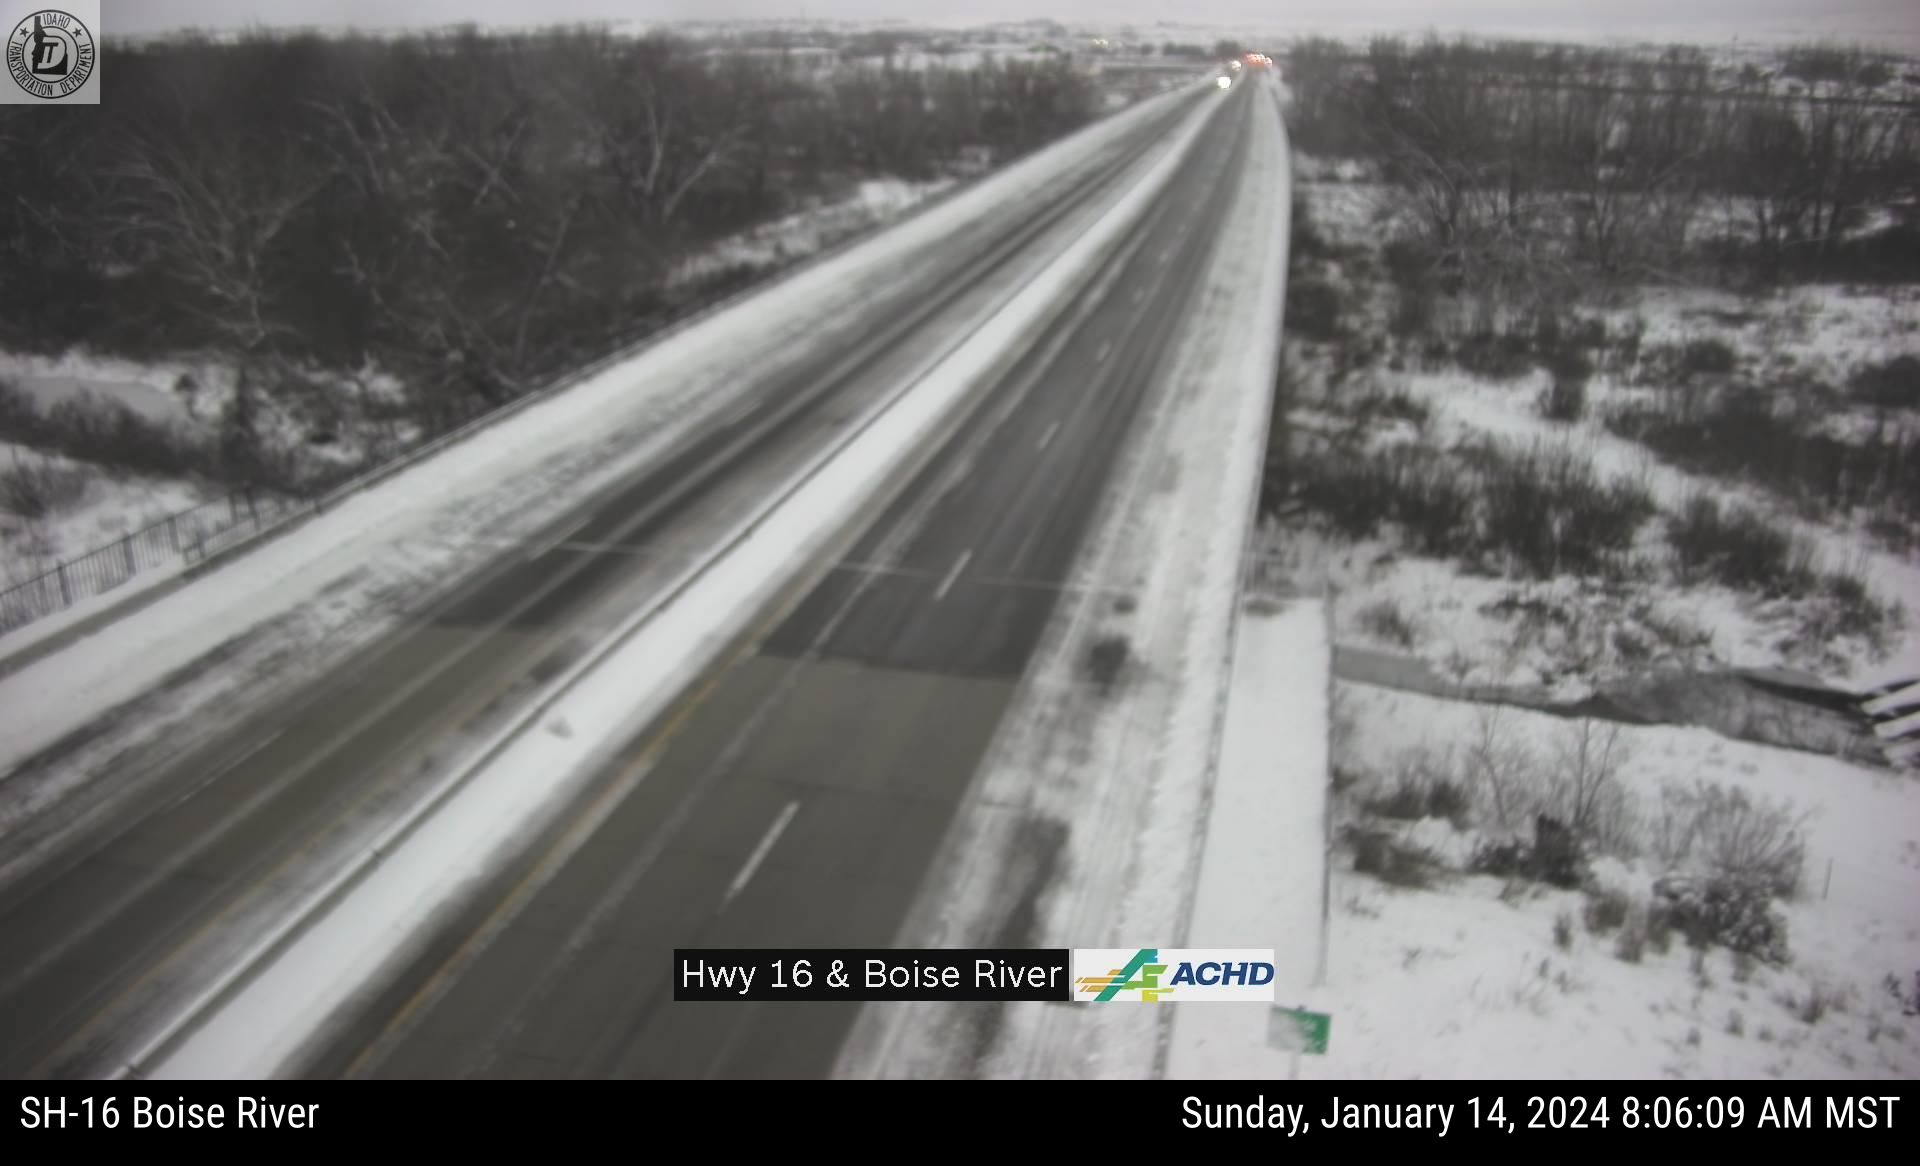 IDAHO
TRANSPORTATION DEPARTMENT
T
Hwy 16 & Boise River
ACHD
SH-16 Boise River
Sunday, January 14, 2024 8:06:09 AM MST